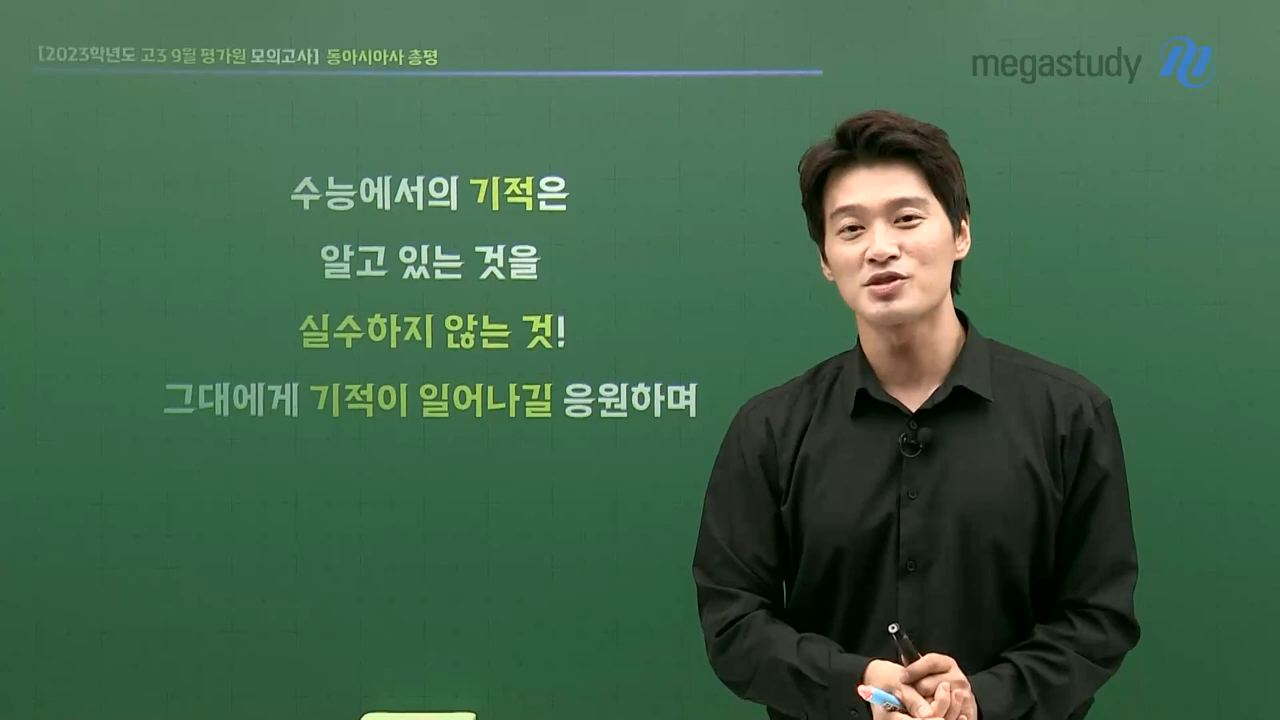 [2023학년도 고3 9월 평가원 모의고사] 동아시아사 총평
megastudy
수능에서의 기적은
알고 있는 것을
실수하지 않는 것!
그대에게 기적이 일어나길 응원하며